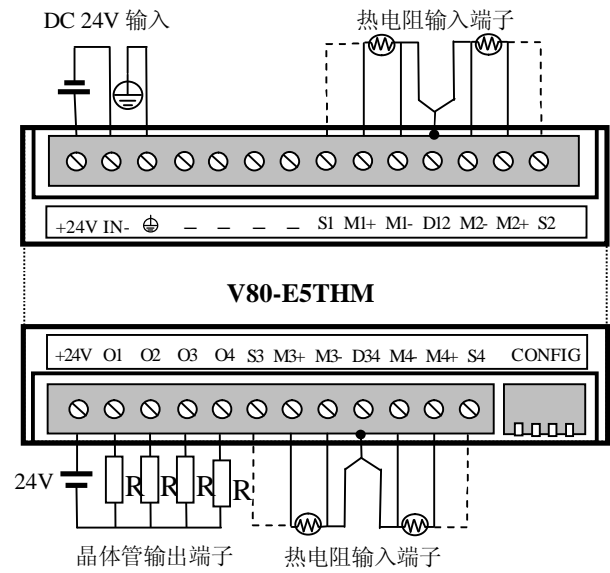 DC 24V 输入
热电阻输入端子
+24V IN- ⏚ － － － － S1 M1+ M1- D12 M2- M2+ S2
V80-E5THM
+24V O1 O2 O3 O4 S3 M3+ M3- D34 M4- M4+ S4 CONFIG
24V
R R R R
晶体管输出端子
热电阻输入端子